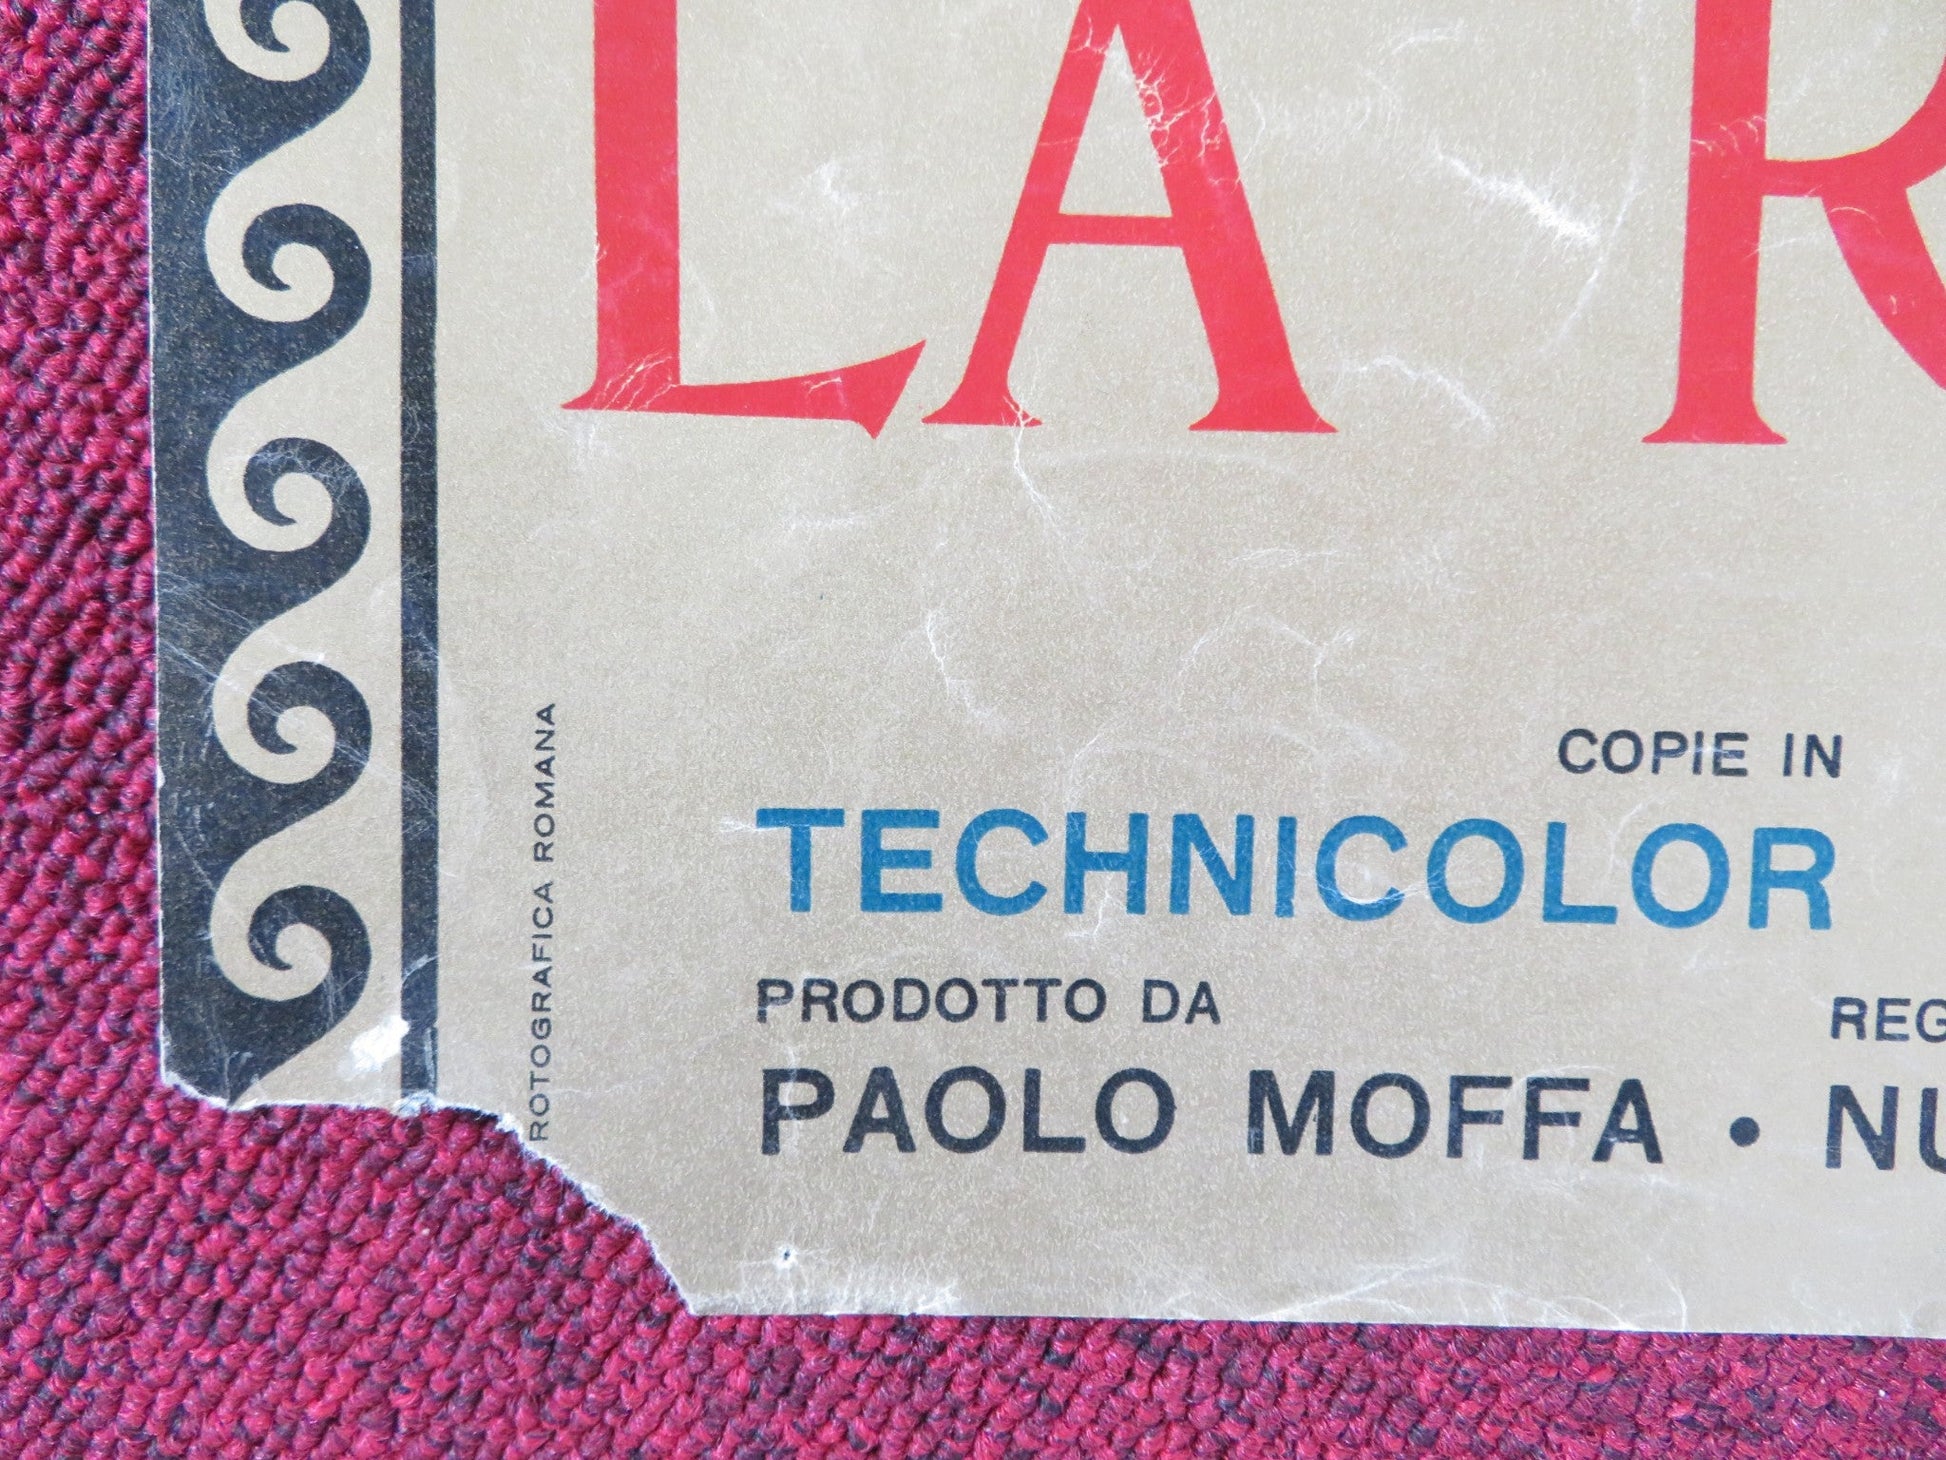 LA R
COPIE IN
TECHNICOLOR
PRODOTTO DA
PAOLO MOFFA • NU
REG
ROTOGRAFICA ROMANA